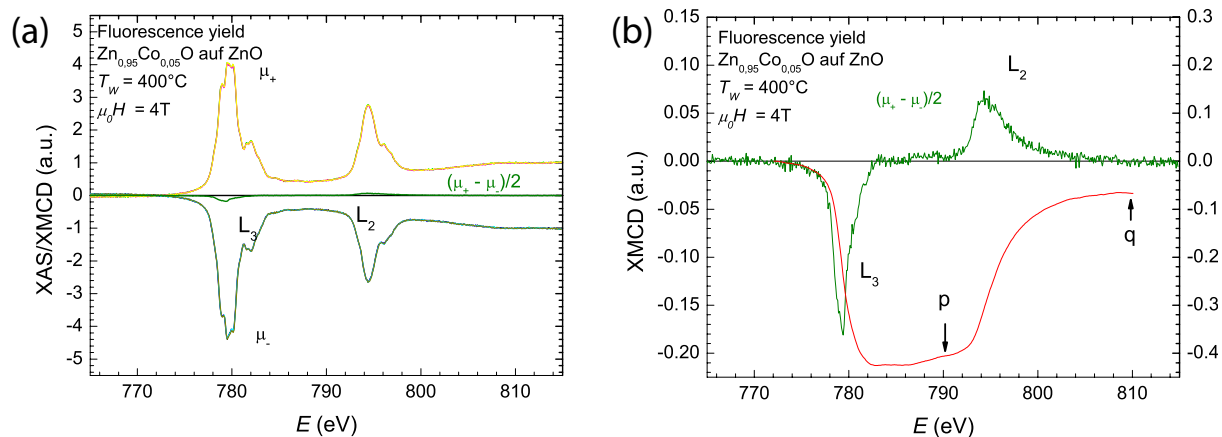 (a)
5
4
3
2
1
0
-1
-2
-3
-4
-5
XAS/XMCD (a.u.)
Fluorescence yield
Zn0,95Co0,05O auf ZnO
TW = 400°C
μ0H = 4T
μ+
(μ+ - μ-)/2
L3
L2
μ-
770 780 790 800 810
E (eV)
(b)
0.15
0.10
0.05
0.00
-0.05
-0.10
-0.15
-0.20
XMCD (a.u.)
Fluorescence yield
Zn0,95Co0,05O auf ZnO
TW = 400°C
μ0H = 4T
(μ+ - μ-)/2
L2
L3
p
q
0.3
0.2
0.1
0.0
-0.1
-0.2
-0.3
-0.4
770 780 790 800 810
E (eV)